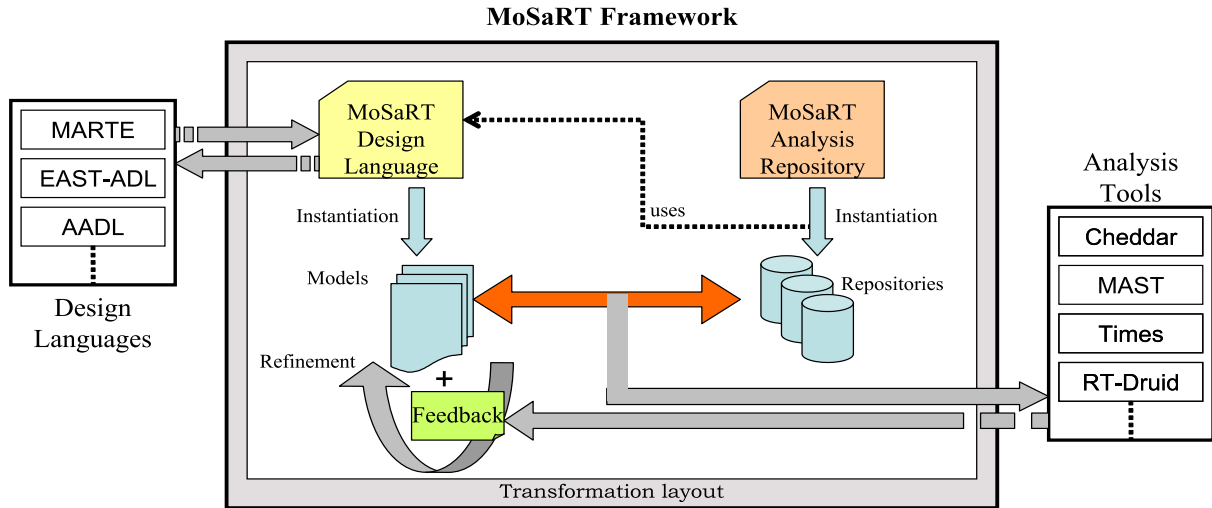 MoSaRT Framework
MARTE
EAST-ADL
AADL
Design
Languages
MoSaRT
Design
Language
MoSaRT
Analysis
Repository
Instantiation
uses
Instantiation
Models
Repositories
Refinement
+
Feedback
Analysis
Tools
Cheddar
MAST
Times
RT-Druid
Transformation layout